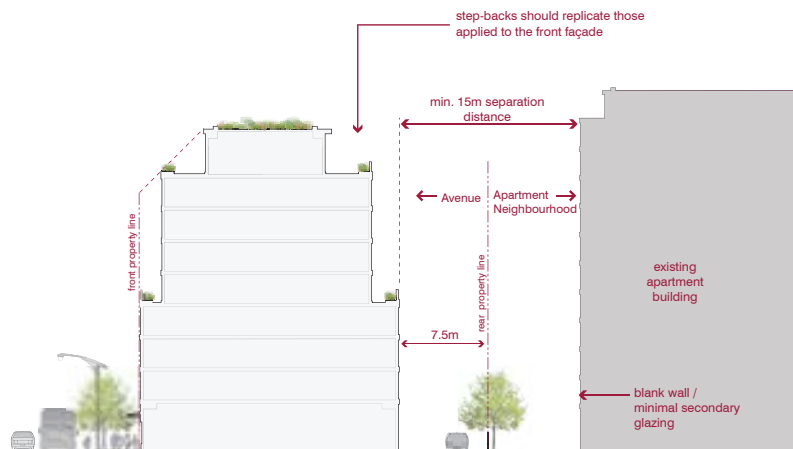 step-backs should replicate those
applied to the front façade
min. 15m separation
distance
Avenue
Apartment
Neighbourhood
front property line
rear property line
existing
apartment
building
7.5m
blank wall /
minimal secondary
glazing